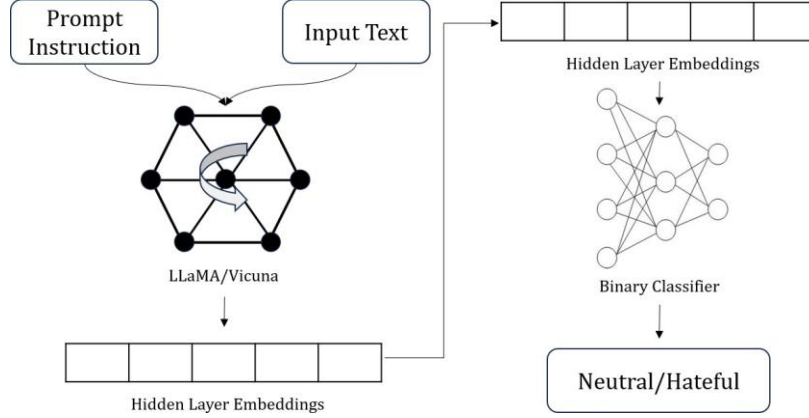 Prompt
Instruction
Input Text
LLaMA/Vicuna
Hidden Layer Embeddings
Hidden Layer Embeddings
Binary Classifier
Neutral/Hateful